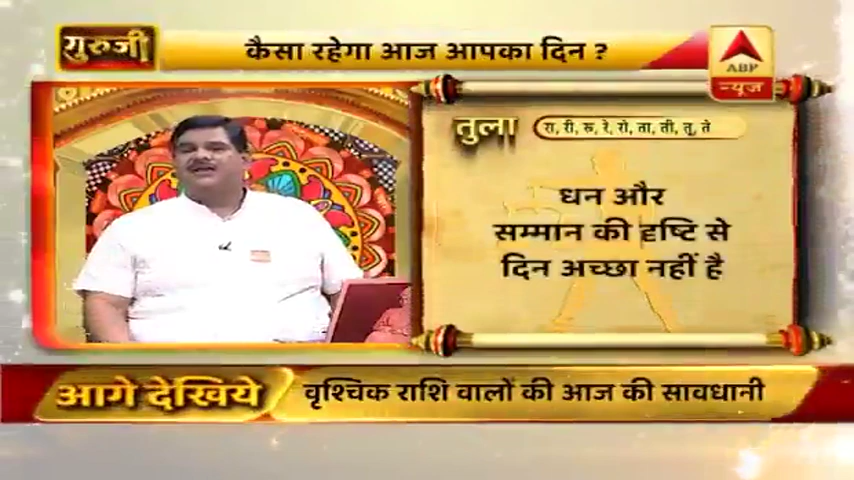 गुरुजी
कैसा रहेगा आज आपका दिन ?
ABP
न्यूज़
तुला
रा, री, रू, रे, रो, ता, ती, तू, ते
धन और
सम्मान की दृष्टि से
दिन अच्छा नहीं है
आगे देखिये
वृश्चिक राशि वालों की आज की सावधानी